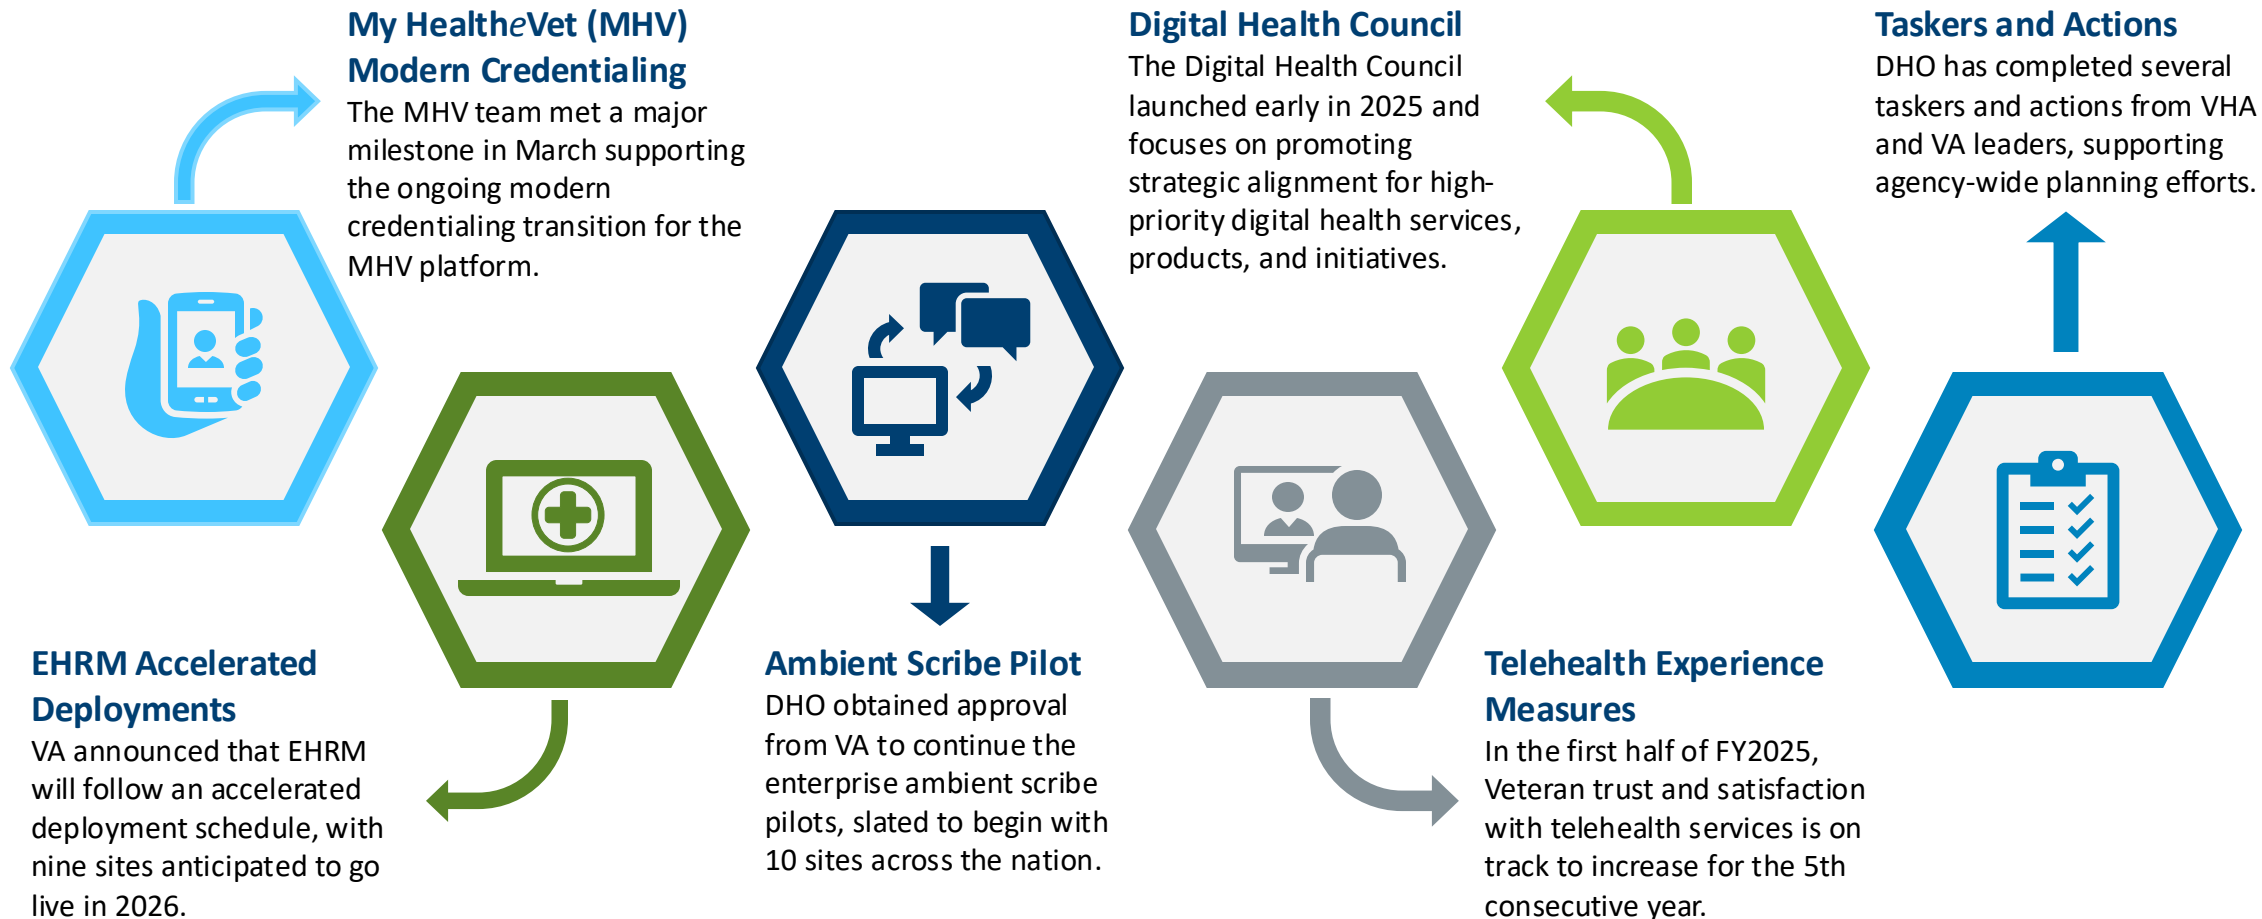 My HealtheVet (MHV)
Modern Credentialing
The MHV team met a major
milestone in March supporting
the ongoing modern
credentialing transition for the
MHV platform.
Digital Health Council
The Digital Health Council
launched early in 2025 and
focuses on promoting
strategic alignment for high-
priority digital health services,
products, and initiatives.
Taskers and Actions
DHO has completed several
taskers and actions from VHA
and VA leaders, supporting
agency-wide planning efforts.
EHRM Accelerated
Deployments
VA announced that EHRM
will follow an accelerated
deployment schedule, with
nine sites anticipated to go
live in 2026.
Ambient Scribe Pilot
DHO obtained approval
from VA to continue the
enterprise ambient scribe
pilots, slated to begin with
10 sites across the nation.
Telehealth Experience
Measures
In the first half of FY2025,
Veteran trust and satisfaction
with telehealth services is on
track to increase for the 5th
consecutive year.